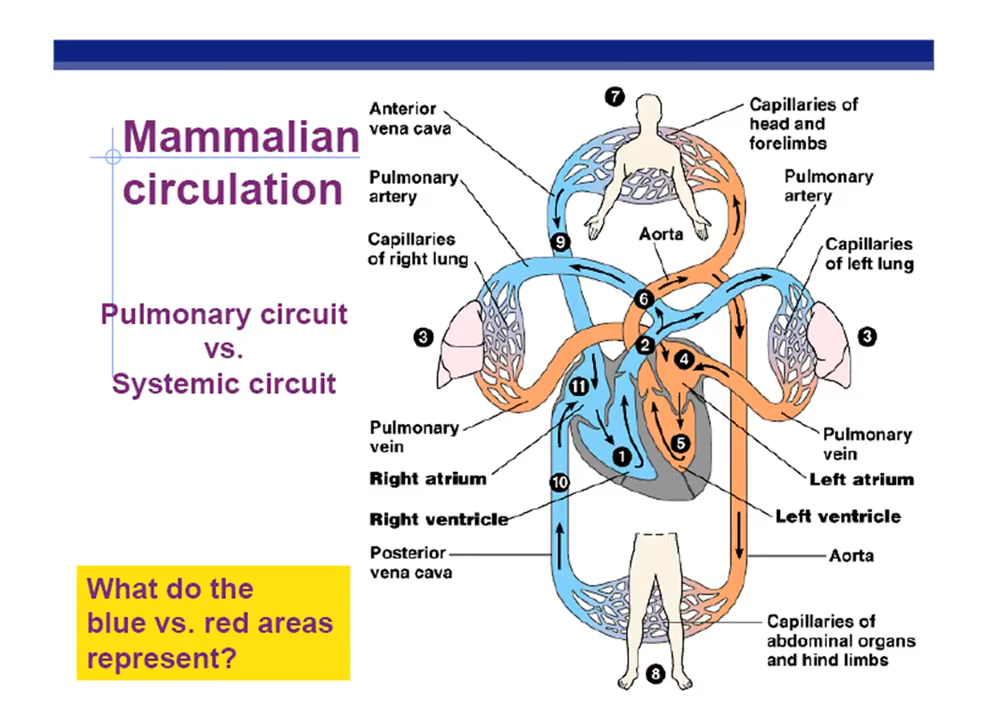 Mammalian
circulation
Pulmonary circuit
vs.
Systemic circuit
What do the
blue vs. red areas
represent?
Anterior
vena cava
Pulmonary
artery
Capillaries
of right lung
3
Pulmonary
vein
Right atrium
Right ventricle
Posterior
vena cava
7
Capillaries of
head and
forelimbs
Pulmonary
artery
Aorta
9
Capillaries
of left lung
6
2
4
3
11
5
1
10
Pulmonary
vein
Left atrium
Left ventricle
Aorta
Capillaries of
abdominal organs
and hind limbs
8